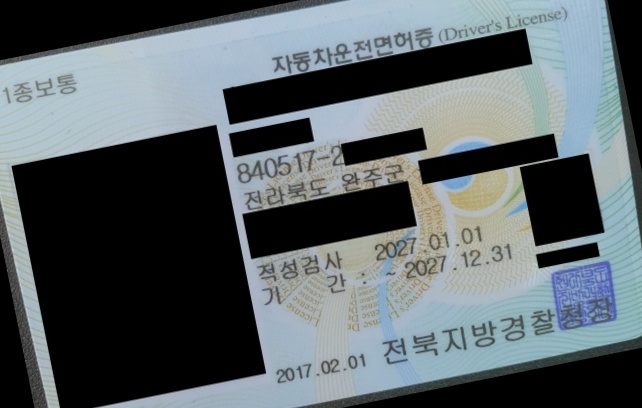 자동차운전면허증 (Driver's License)
1종보통
840517-2
전라북도 완주군
적성검사 2027.01.01
기 간 : ~ 2027.12.31
2017.02.01 전북지방경찰청장